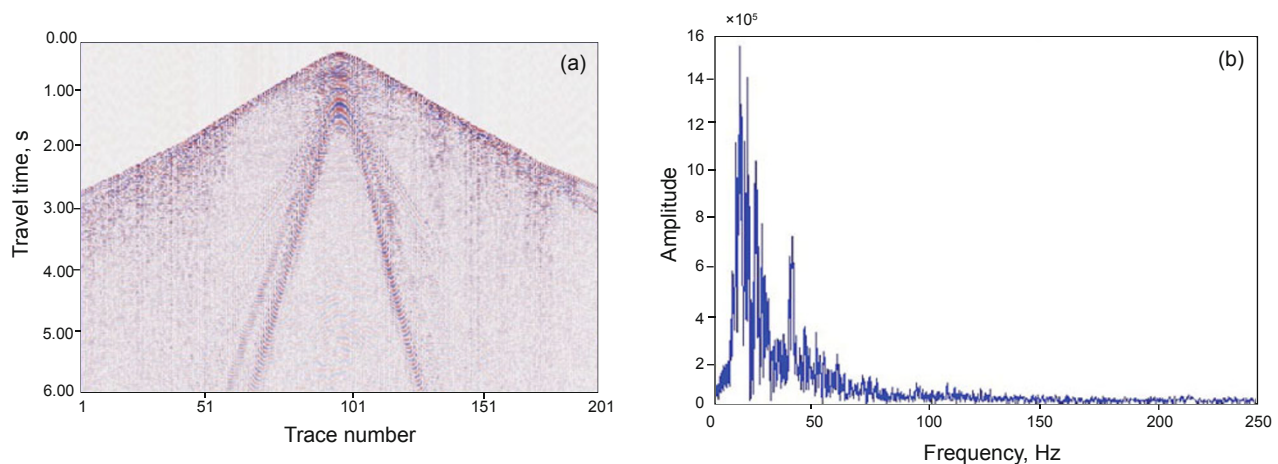 (a)
0.00
1.00
2.00
3.00
4.00
5.00
6.00
Travel time, s
1 51 101 151 201
Trace number
×10⁵
(b)
16
14
12
10
8
6
4
2
0
Amplitude
0 50 100 150 200 250
Frequency, Hz